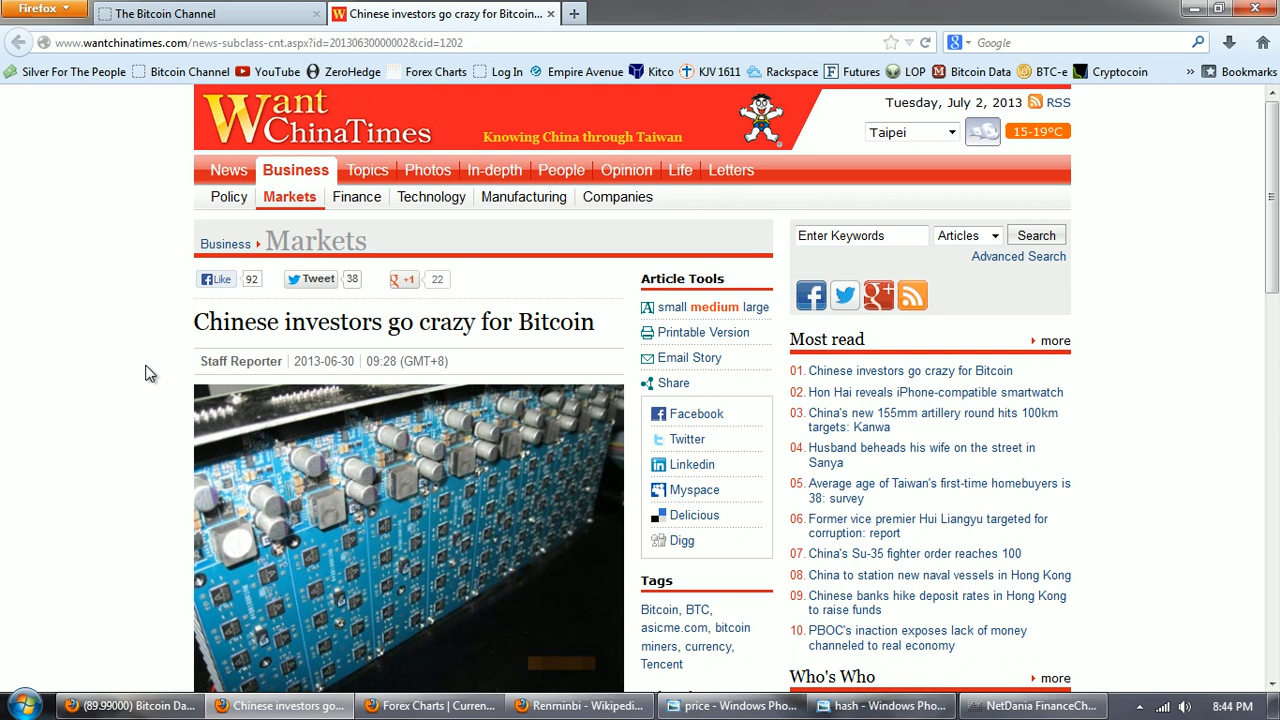 Firefox
The Bitcoin Channel
Chinese investors go crazy for Bitcoin...
www.wantchinatimes.com/news-subclass-cnt.aspx?id=20130630000002&cid=1202
Google
Silver For The People
Bitcoin Channel
YouTube
ZeroHedge
Forex Charts
Log In
Empire Avenue
Kitco
KJV 1611
Rackspace
Futures
LOP
Bitcoin Data
BTC-e
Cryptocoin
Bookmarks
Want
ChinaTimes
Knowing China through Taiwan
Tuesday, July 2, 2013
RSS
Taipei
15-19°C
News
Business
Topics
Photos
In-depth
People
Opinion
Life
Letters
Policy
Markets
Finance
Technology
Manufacturing
Companies
Business
Markets
Enter Keywords
Articles
Search
Advanced Search
Like
92
Tweet
38
+1
22
Chinese investors go crazy for Bitcoin
Staff Reporter
2013-06-30
09:28 (GMT+8)
Article Tools
small medium large
Printable Version
Email Story
Share
Facebook
Twitter
Linkedin
Myspace
Delicious
Digg
Tags
Bitcoin, BTC,
asicme.com, bitcoin
miners, currency,
Tencent
Most read
more
01. Chinese investors go crazy for Bitcoin
02. Hon Hai reveals iPhone-compatible smartwatch
03. China's new 155mm artillery round hits 100km
targets: Kanwa
04. Husband beheads his wife on the street in
Sanya
05. Average age of Taiwan's first-time homebuyers is
38: survey
06. Former vice premier Hui Liangyu targeted for
corruption: report
07. China's Su-35 fighter order reaches 100
08. China to station new naval vessels in Hong Kong
09. Chinese banks hike deposit rates in Hong Kong
to raise funds
10. PBOC's inaction exposes lack of money
channeled to real economy
Who's Who
more
(89.99000) Bitcoin Da...
Chinese investors go...
Forex Charts | Curren...
Renminbi - Wikipedi...
price - Windows Pho...
hash - Windows Pho...
NetDania FinanceCh...
8:44 PM